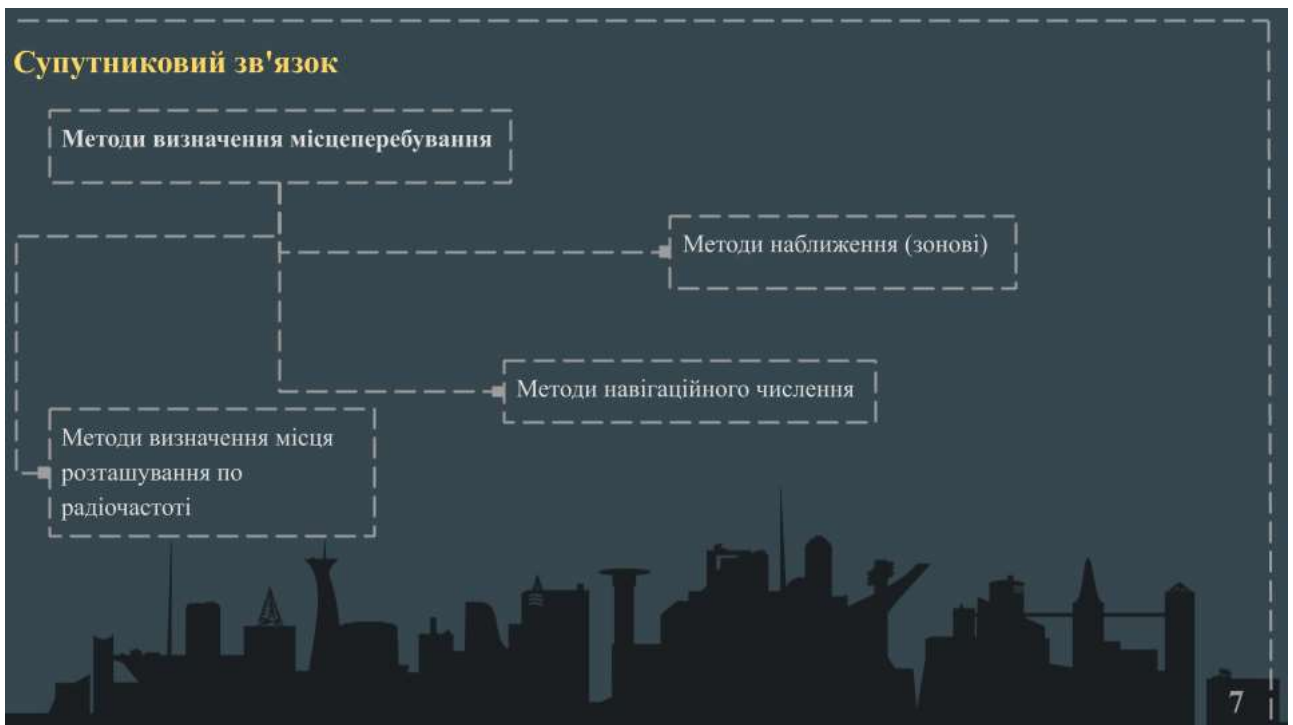 Супутниковий зв'язок
Методи визначення місцеперебування
Методи наближення (зонові)
Методи навігаційного числення
Методи визначення місця
розташування по
радіочастоті
7